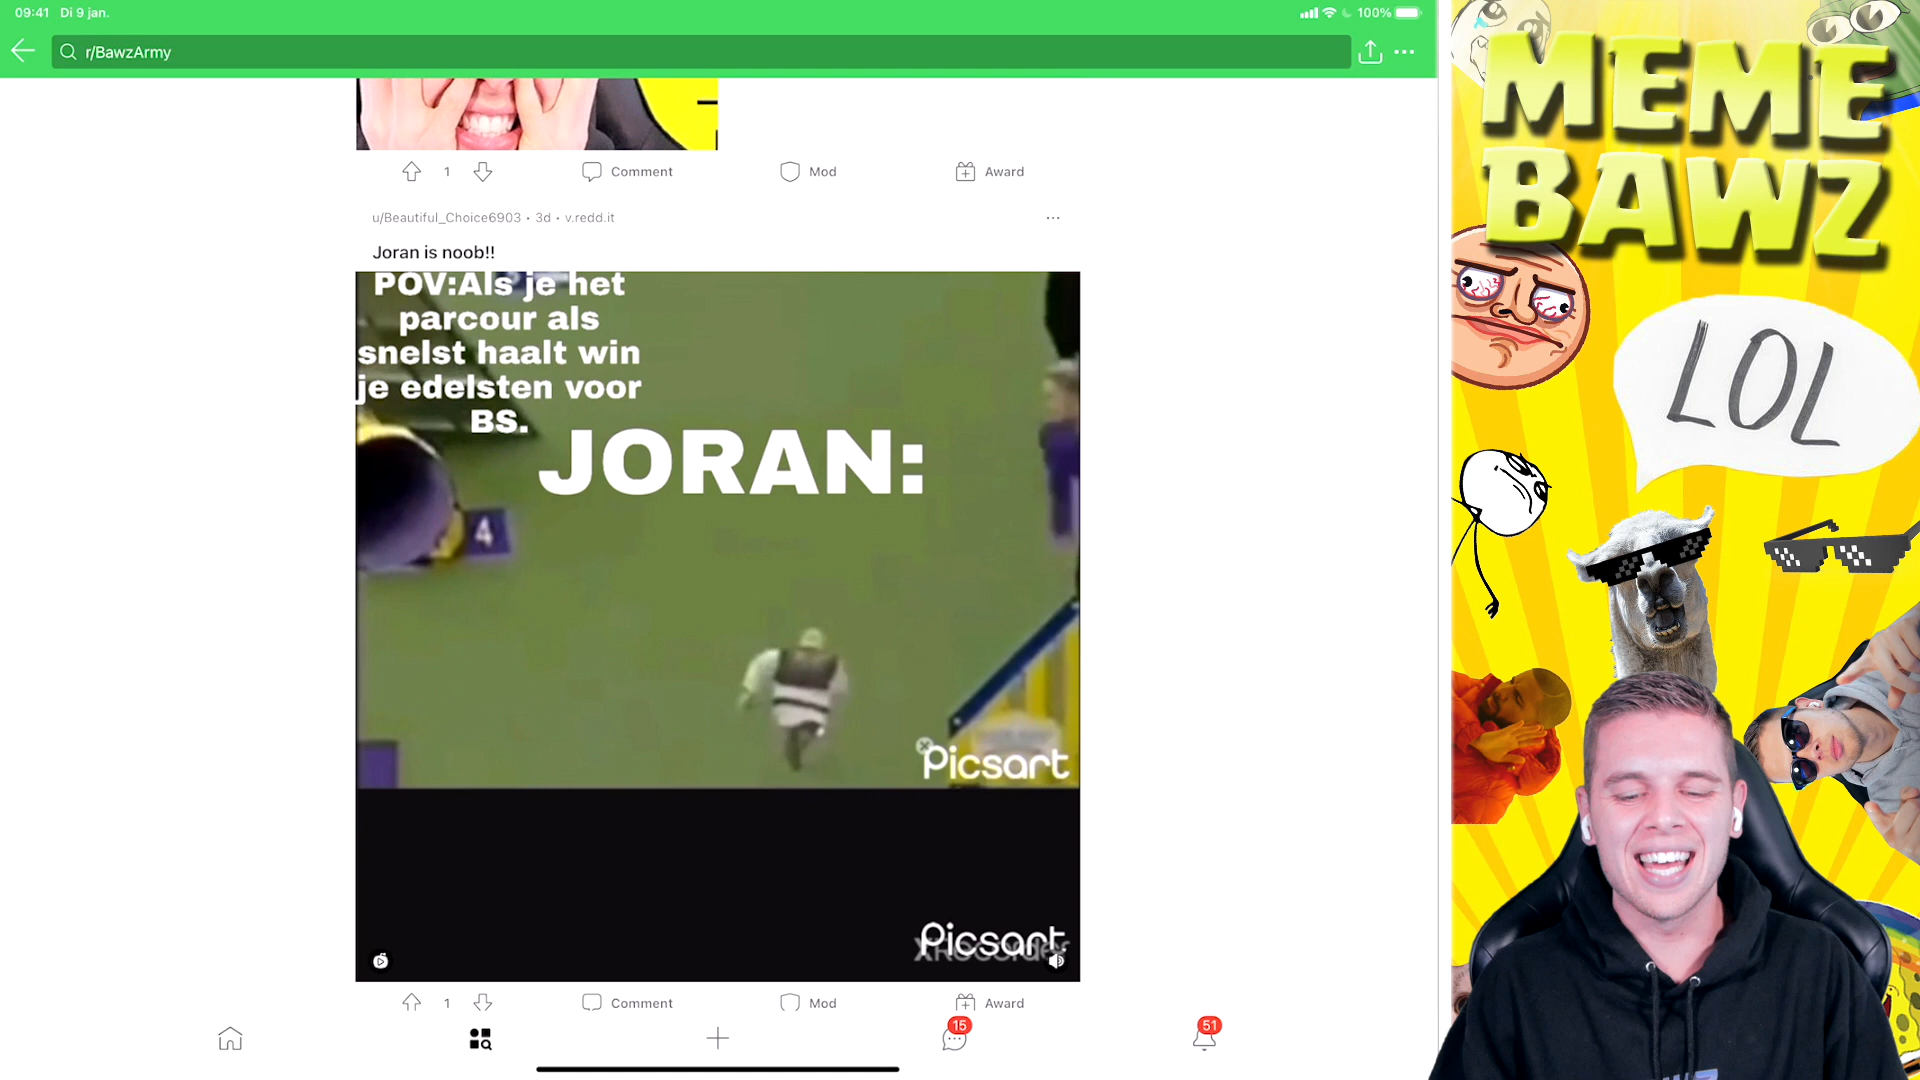 09:41 Di 9 jan.
100%
r/BawzArmy
1
Comment
Mod
Award
u/Beautiful_Choice6903 • 3d • v.redd.it
Joran is noob!!
POV:Als je het
parcour als
snelst haalt win
je edelsten voor
BS.
JORAN:
4
Picsart
Picsart
XRecorder
1
Comment
Mod
Award
15
51
MEME
BAWZ
LOL